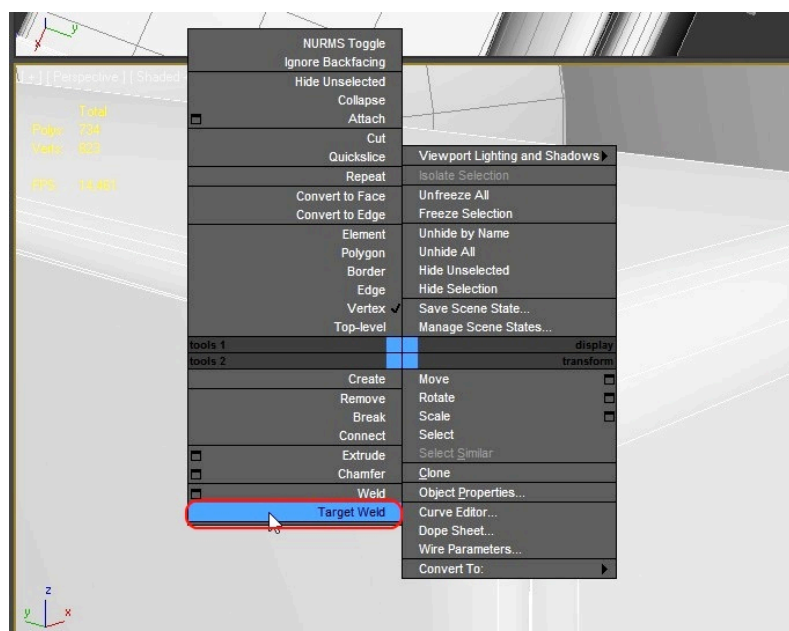 y
x
[ + ] [ Perspective ] [ Shaded
Total
Polys: 734
Verts: 823
FPS:
NURMS Toggle
Ignore Backfacing
Hide Unselected
Collapse
Attach
Cut
Quickslice
Repeat
Convert to Face
Convert to Edge
Element
Polygon
Border
Edge
Vertex
Top-level
tools 1
tools 2
Create
Remove
Break
Connect
Extrude
Chamfer
Weld
Target Weld
Viewport Lighting and Shadows
Isolate Selection
Unfreeze All
Freeze Selection
Unhide by Name
Unhide All
Hide Unselected
Hide Selection
Save Scene State...
Manage Scene States...
display
transform
Move
Rotate
Scale
Select
Select Similar
Clone
Object Properties...
Curve Editor...
Dope Sheet...
Wire Parameters...
Convert To:
z
y
x